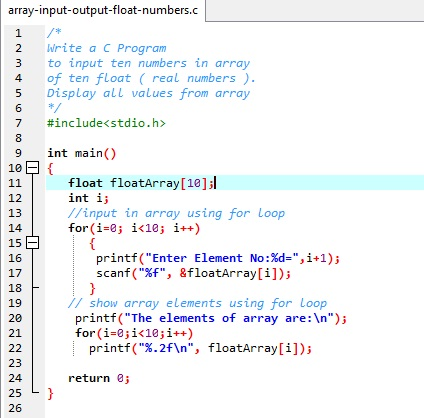 array-input-output-float-numbers.c
1 /*
2 Write a C Program
3 to input ten numbers in array
4 of ten float ( real numbers ).
5 Display all values from array
6 */
7 #include<stdio.h>
8
9 int main()
10 {
11 float floatArray[10];
12 int i;
13 //input in array using for loop
14 for(i=0; i<10; i++)
15 {
16 printf("Enter Element No:%d=",i+1);
17 scanf("%f", &floatArray[i]);
18 }
19 // show array elements using for loop
20 printf("The elements of array are:\n");
21 for(i=0;i<10;i++)
22 printf("%.2f\n", floatArray[i]);
23
24 return 0;
25 }
26